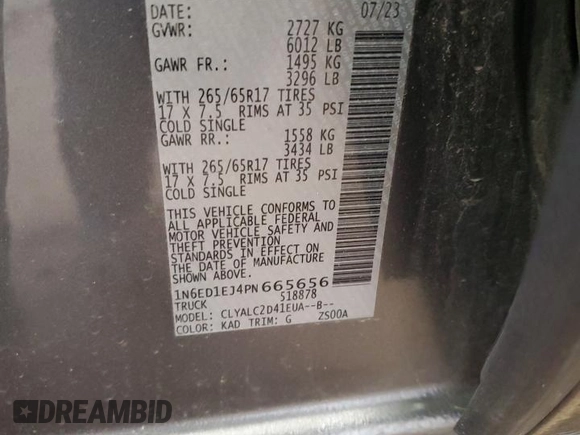 DATE: 07/23
GVWR: 2727 KG
6012 LB
GAWR FR.: 1495 KG
3296 LB
WITH 265/65R17 TIRES
17 X 7.5 RIMS AT 35 PSI
COLD SINGLE
GAWR RR.: 1558 KG
3434 LB
WITH 265/65R17 TIRES
17 X 7.5 RIMS AT 35 PSI
COLD SINGLE
THIS VEHICLE CONFORMS TO
ALL APPLICABLE FEDERAL
MOTOR VEHICLE SAFETY AND
THEFT PREVENTION
STANDARDS IN EFFECT ON
THE DATE OF MANUFACTURE
SHOWN ABOVE.
1N6ED1EJ4PN665656
TRUCK 518878
MODEL: CLYALC2D41EUA--B--
COLOR: KAD TRIM: G ZS00A
DREAMBID